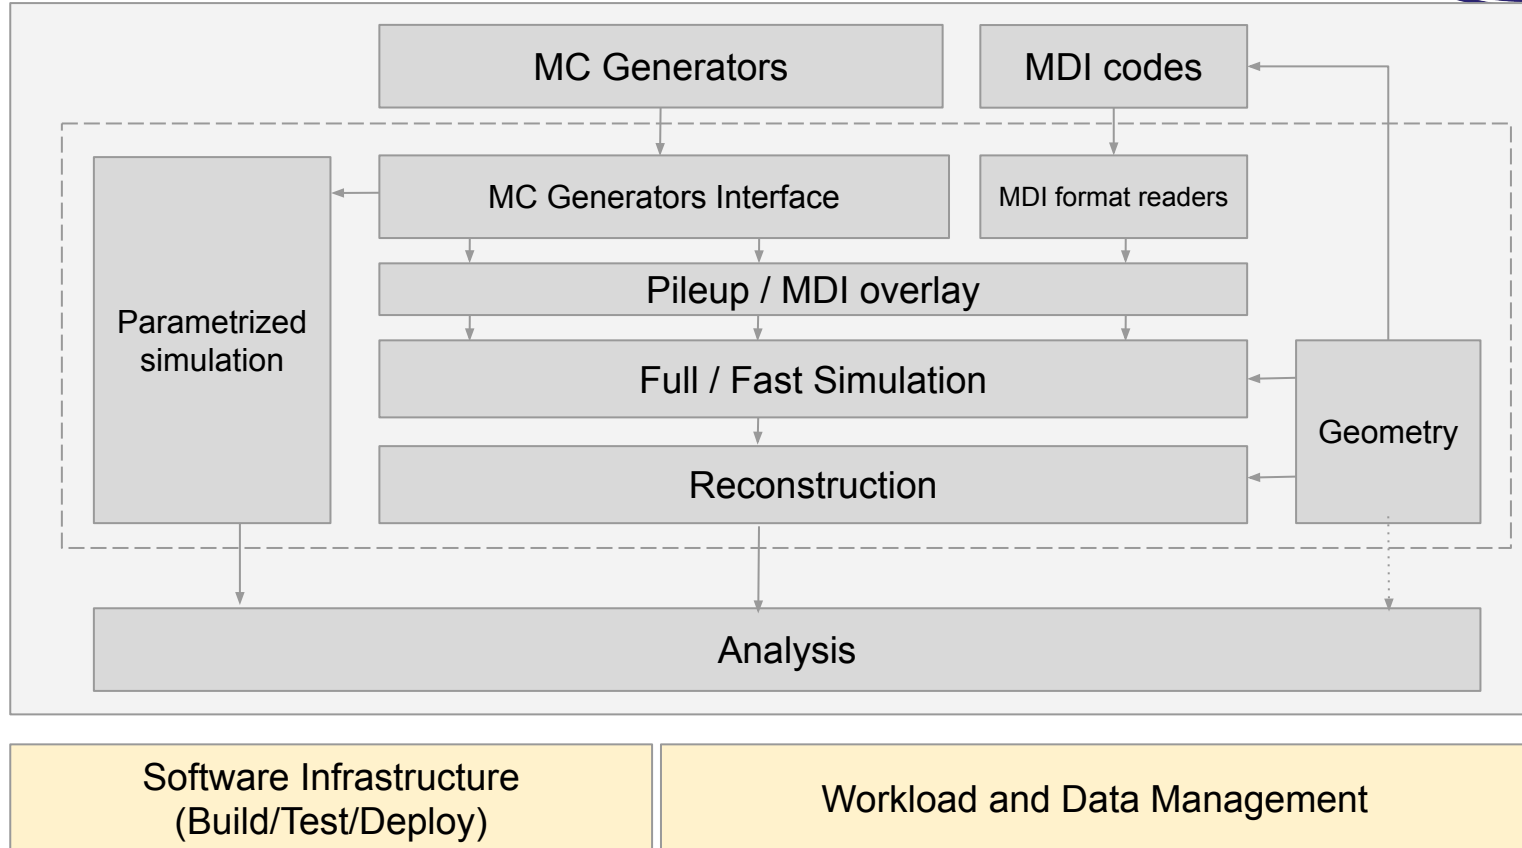 MC Generators
MDI codes
MC Generators Interface
MDI format readers
Pileup / MDI overlay
Parametrized
simulation
Full / Fast Simulation
Geometry
Reconstruction
Analysis
Software Infrastructure
(Build/Test/Deploy)
Workload and Data Management